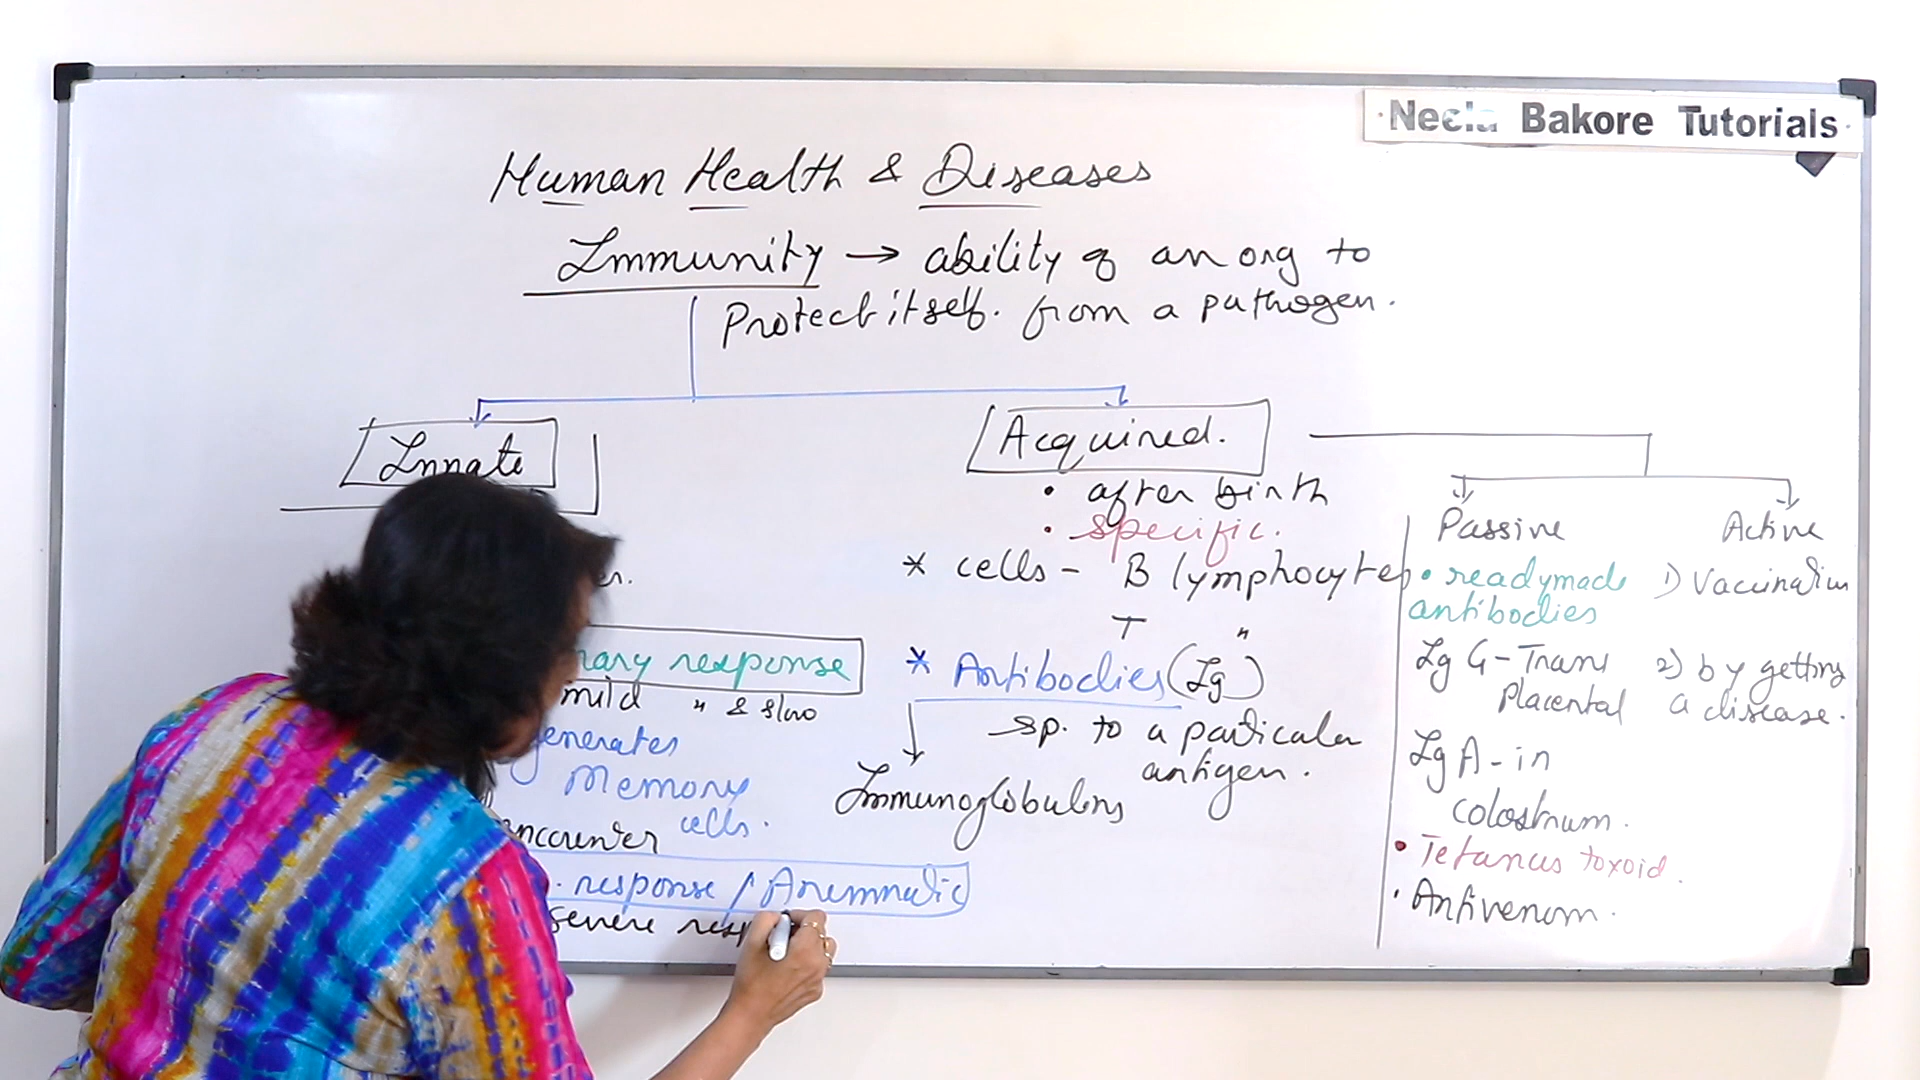 Neela Bakore Tutorials
Human Health & Diseases
Immunity → ability of an org to
Protect itself. from a pathogen.
Innate
er.
nary response
mild " & slow
generates
memory
cells.
encounter
. response / Anemnatic
severe resp
Acquired.
• after birth
• specific.
* cells - B lymphocytes
T "
* Antibodies (Ig)
sp. to a particular
antigen.
Immunoglobulins
Passive
• readymade
antibodies
Ig G - Trans
Placental
Ig A - in
colostrum.
• Tetanus toxoid.
• Antivenom.
Active
1) Vaccination
2) by getting
a disease.